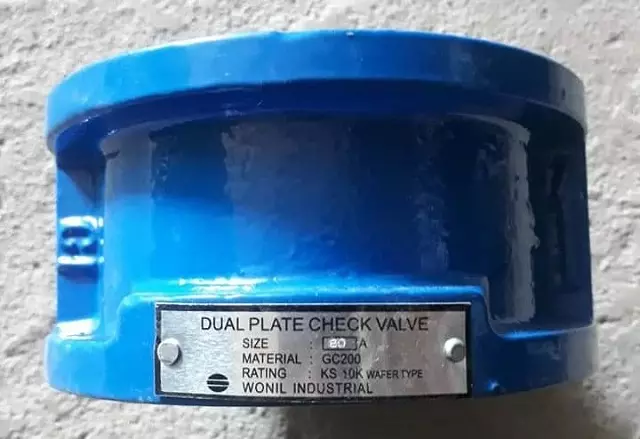 DUAL PLATE CHECK VALVE
SIZE : 80 A
MATERIAL : GC200
RATING : KS 10K WAFER TYPE
WONIL INDUSTRIAL